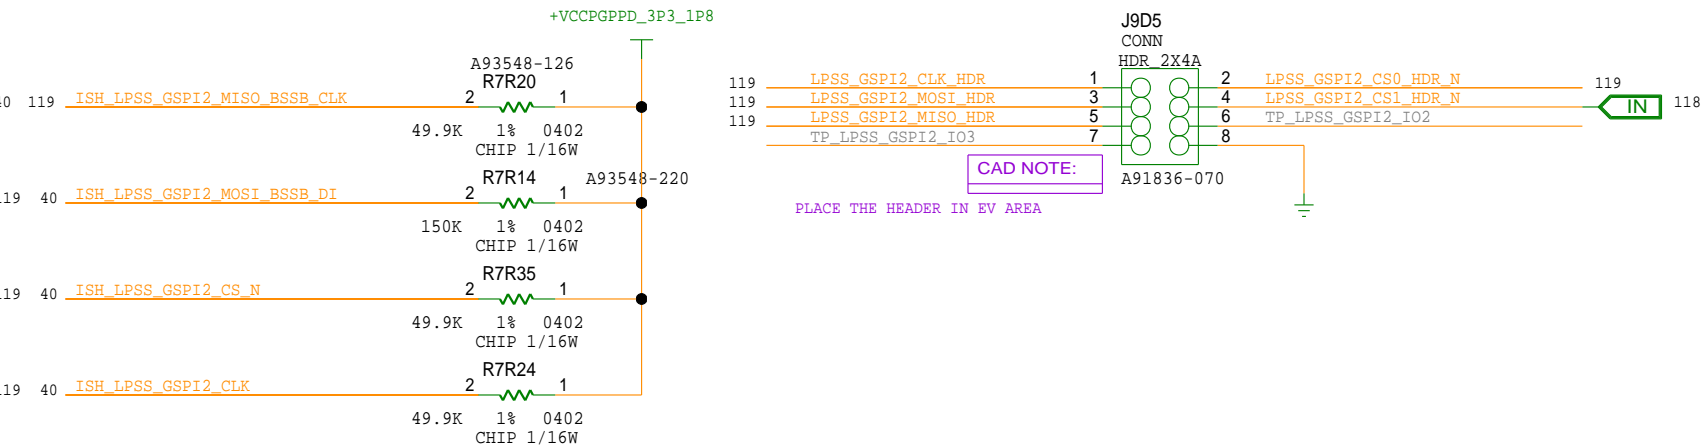 +VCCPGPPD_3P3_1P8
A93548-126
R7R20
119 ISH_LPSS_GSPI2_MISO_BSSB_CLK 2 1
49.9K 1% 0402
CHIP 1/16W
R7R14 A93548-220
40 ISH_LPSS_GSPI2_MOSI_BSSB_DI 2 1
150K 1% 0402
CHIP 1/16W
R7R35
40 ISH_LPSS_GSPI2_CS_N 2 1
49.9K 1% 0402
CHIP 1/16W
R7R24
40 ISH_LPSS_GSPI2_CLK 2 1
49.9K 1% 0402
CHIP 1/16W
J9D5
CONN
HDR_2X4A
119 LPSS_GSPI2_CLK_HDR 1 2 LPSS_GSPI2_CS0_HDR_N 119
119 LPSS_GSPI2_MOSI_HDR 3 4 LPSS_GSPI2_CS1_HDR_N IN 118
119 LPSS_GSPI2_MISO_HDR 5 6 TP_LPSS_GSPI2_IO2
TP_LPSS_GSPI2_IO3 7 8
CAD NOTE:
A91836-070
PLACE THE HEADER IN EV AREA